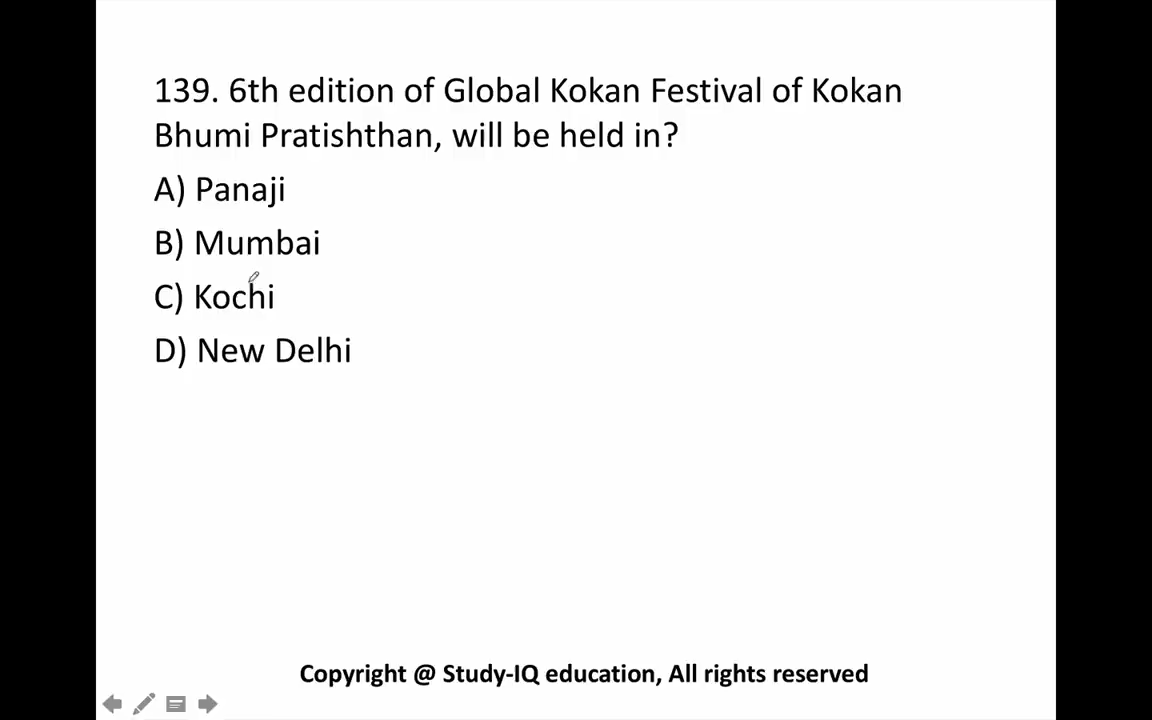 139. 6th edition of Global Kokan Festival of Kokan
Bhumi Pratishthan, will be held in?
A) Panaji
B) Mumbai
C) Kochi
D) New Delhi
Copyright @ Study-IQ education, All rights reserved